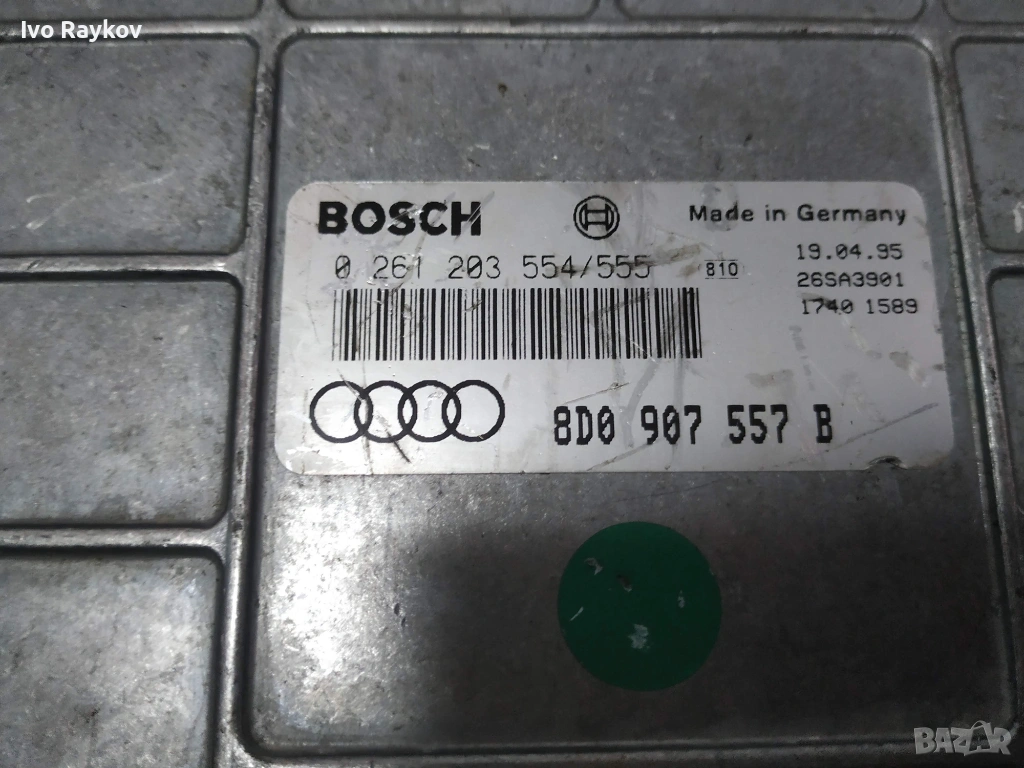 Ivo Raykov
BOSCH
Made in Germany
0 261 203 554/555
810
19.04.95
26SA3901
1740 1589
8D0 907 557 B
BAZAR